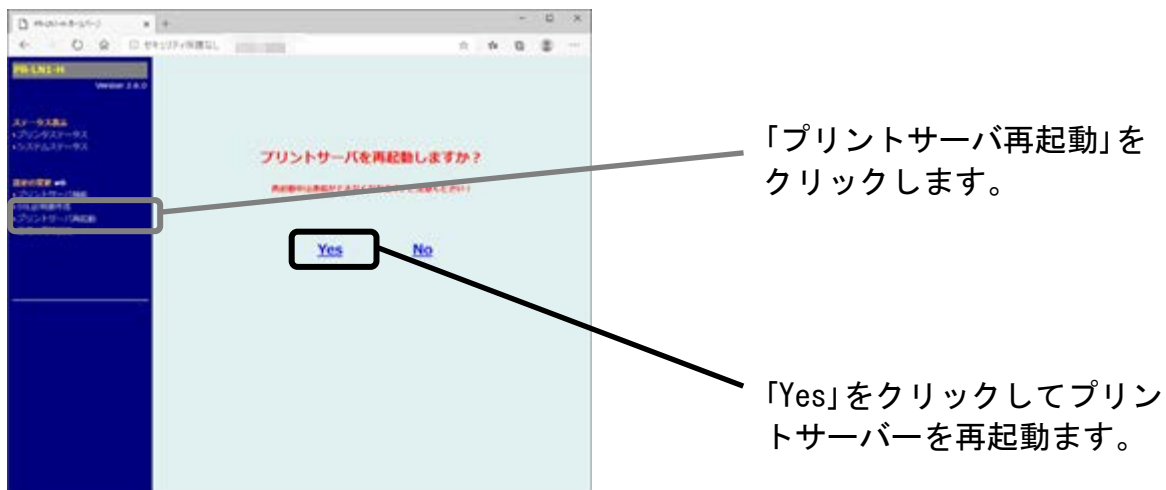 PR-LN1-H
Version 2.6.0
ステータス表示
プリンタステータス
システムステータス
プリントサーバ再起動
プリントサーバを再起動しますか？
Yes No
「プリントサーバ再起動」を
クリックします。
「Yes」をクリックしてプリン
トサーバーを再起動ます。